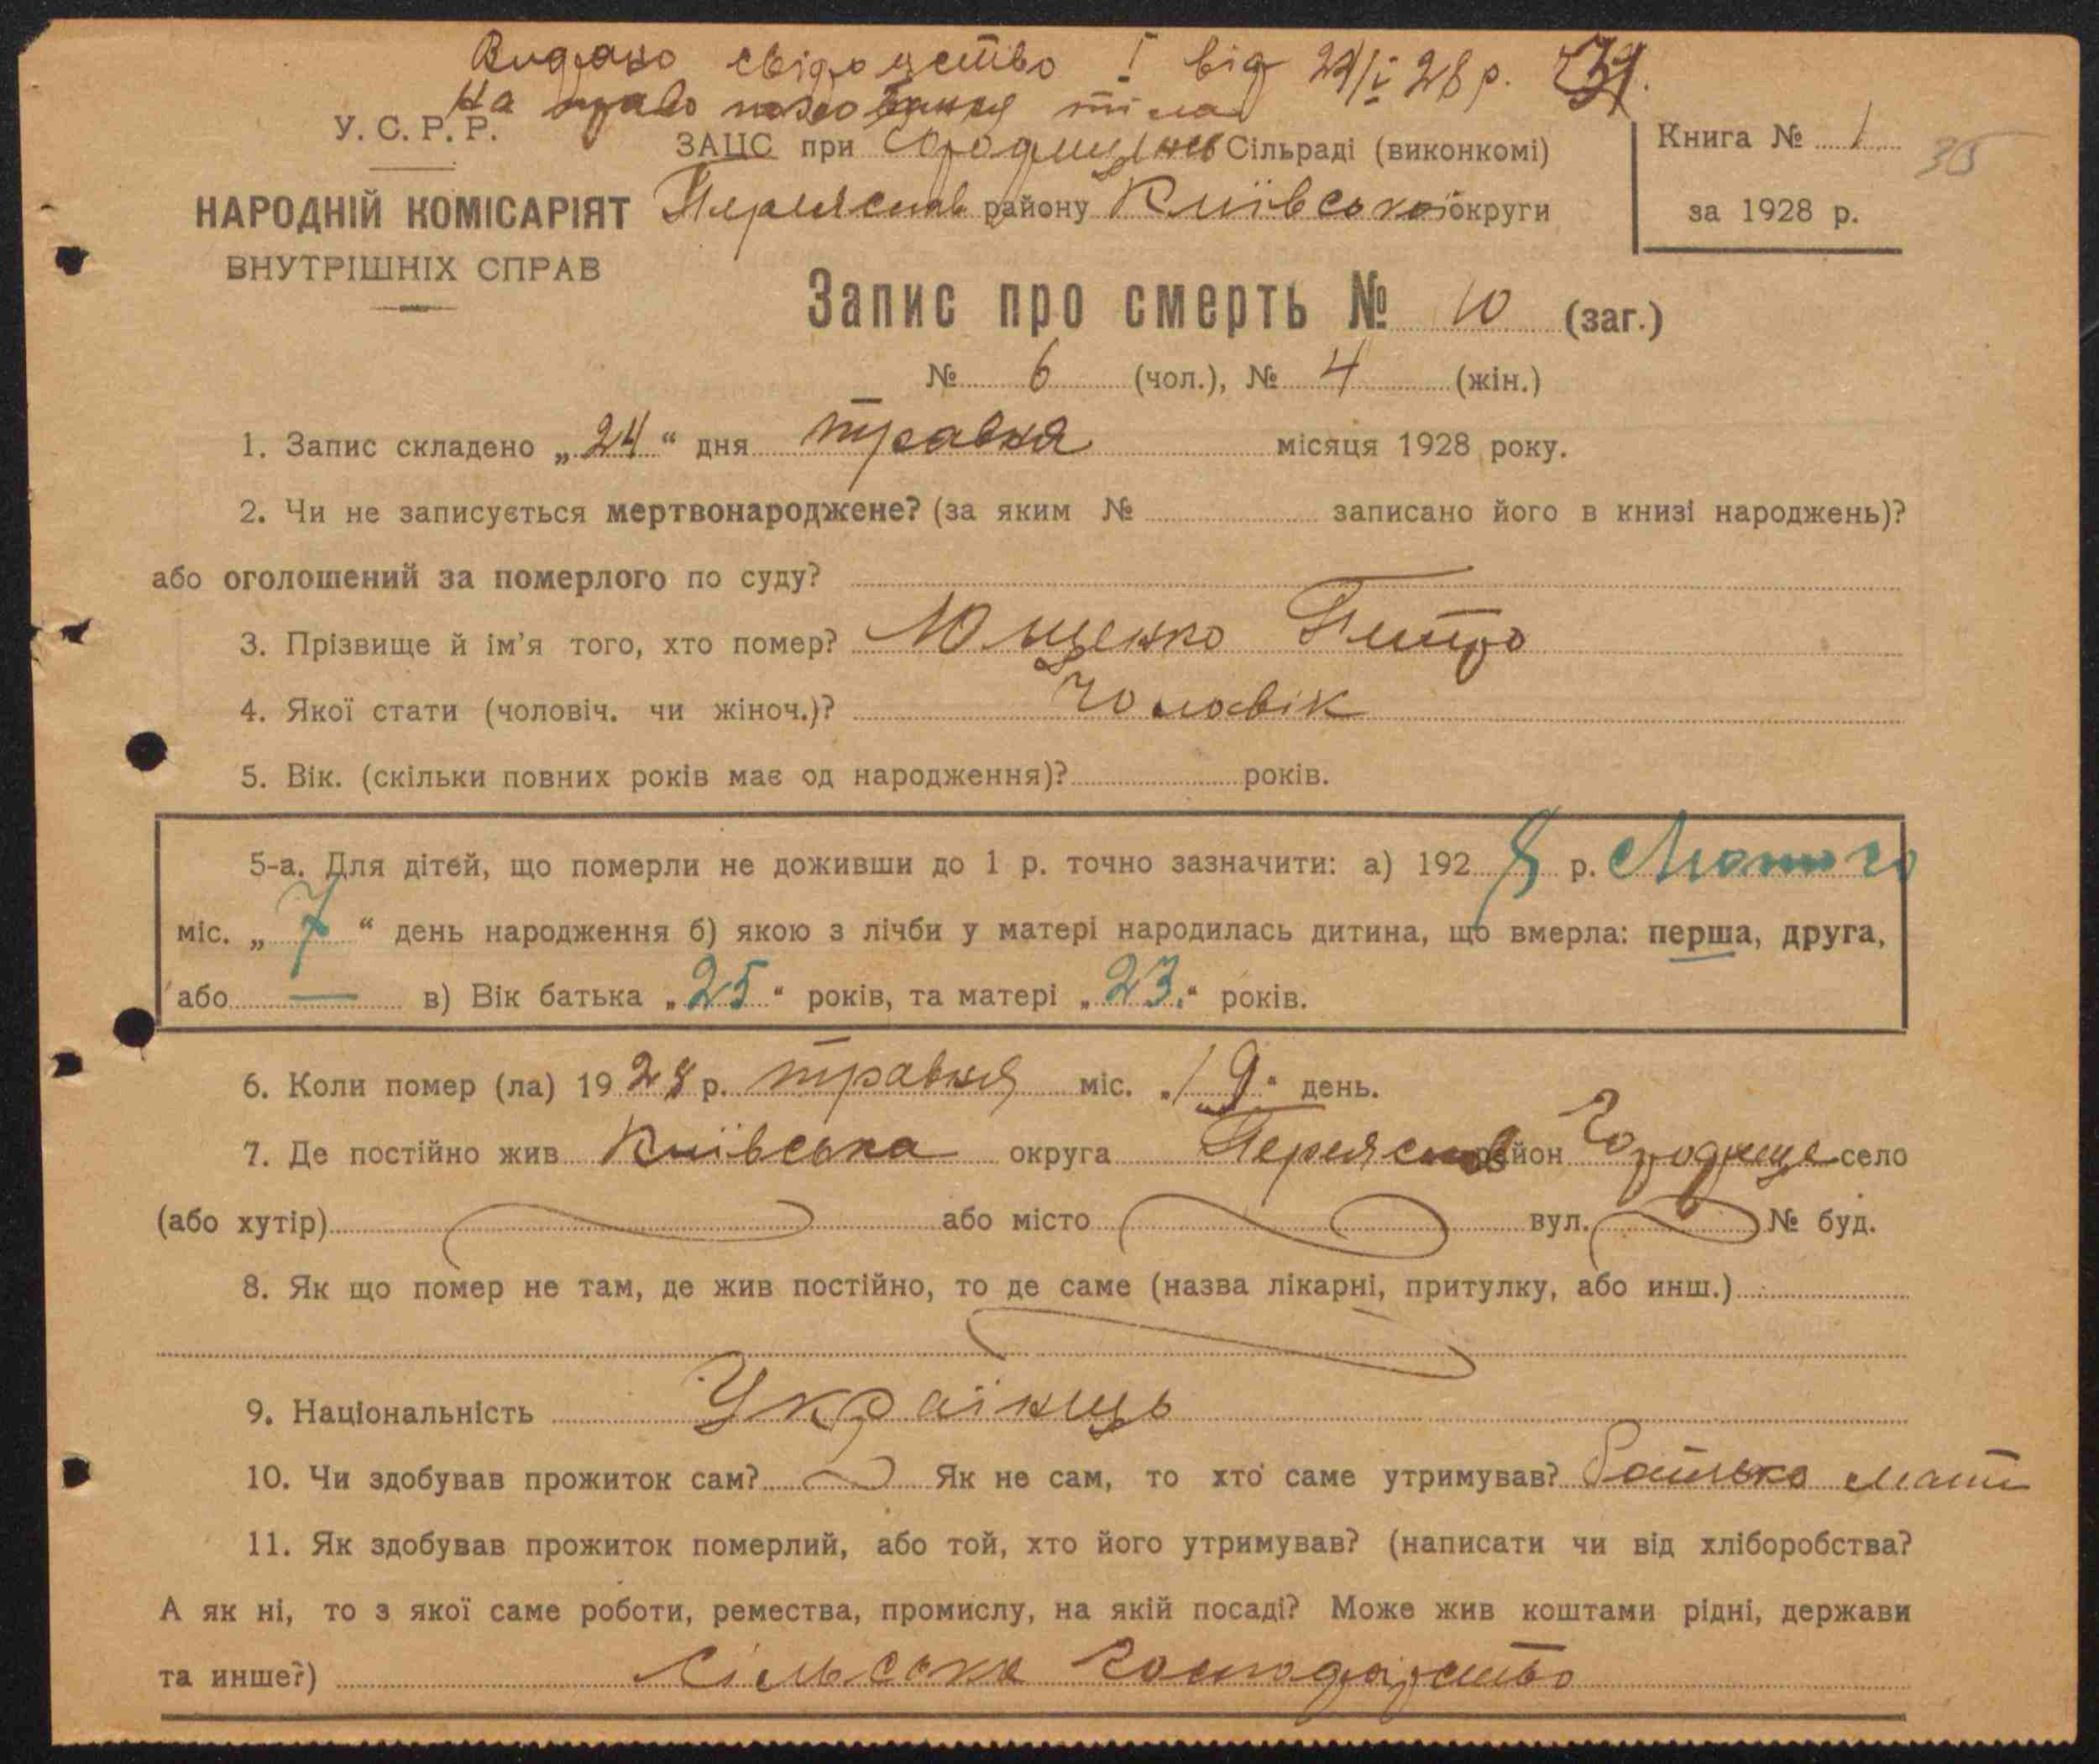 Видано свідоцтво І від 24/V 28 р.
На право поховання тіла
У. С. Р. Р.
НАРОДНІЙ КОМІСАРІЯТ
ВНУТРІШНІХ СПРАВ
ЗАЦС при Городищен Сільраді (виконкомі)
Переяслав району Київської округи
Книга № 1
за 1928 р.
35
Запис про смерть № 10 (заг.)
№ 6 (чол.), № 4 (жін.)
1. Запис складено „24“ дня травня місяця 1928 року.
2. Чи не записується мертвонароджене? (за яким № записано його в книзі народжень)?
або оголошений за померлого по суду?
3. Прізвище й ім’я того, хто помер? Ющенко Петро
4. Якої стати (чоловіч. чи жіноч.)? Чоловік
5. Вік. (скільки повних років має од народження)? років.
5-а. Для дітей, що померли не доживши до 1 р. точно зазначити: а) 1928 р. Лютого
міс. „7“ день народження б) якою з лічби у матері народилась дитина, що вмерла: перша, друга,
або — в) Вік батька „25“ років, та матері „23.“ років.
6. Коли помер (ла) 1928 р. травня міс. „19“ день.
7. Де постійно жив Київська округа Переяслав район Городище село
(або хутір) або місто вул. № буд.
8. Як що помер не там, де жив постійно, то де саме (назва лікарні, притулку, або инш.)
9. Національність Українець
10. Чи здобував прожиток сам? Як не сам, то хто саме утримував? Батько мати
11. Як здобував прожиток померлий, або той, хто його утримував? (написати чи від хліборобства?
А як ні, то з якої саме роботи, ремества, промислу, на якій посаді? Може жив коштами рідні, держави
та инше?) Сільське господарство